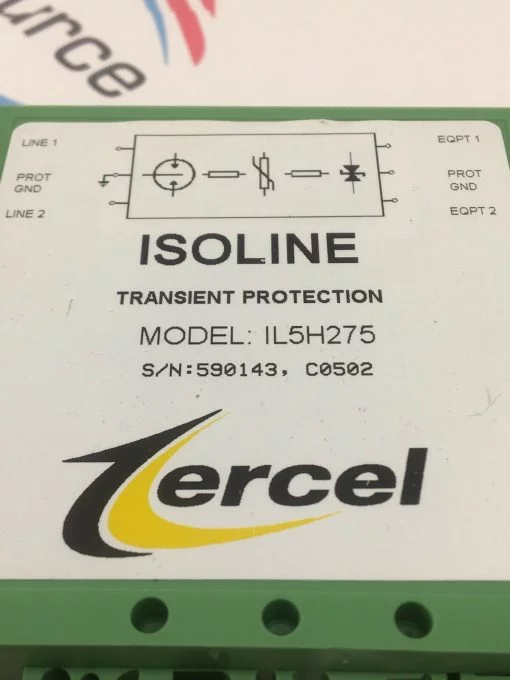 urce
LINE 1
EQPT 1
PROT
GND
PROT
GND
LINE 2
EQPT 2
ISOLINE
TRANSIENT PROTECTION
MODEL: IL5H275
S/N:590143, C0502
Tercel